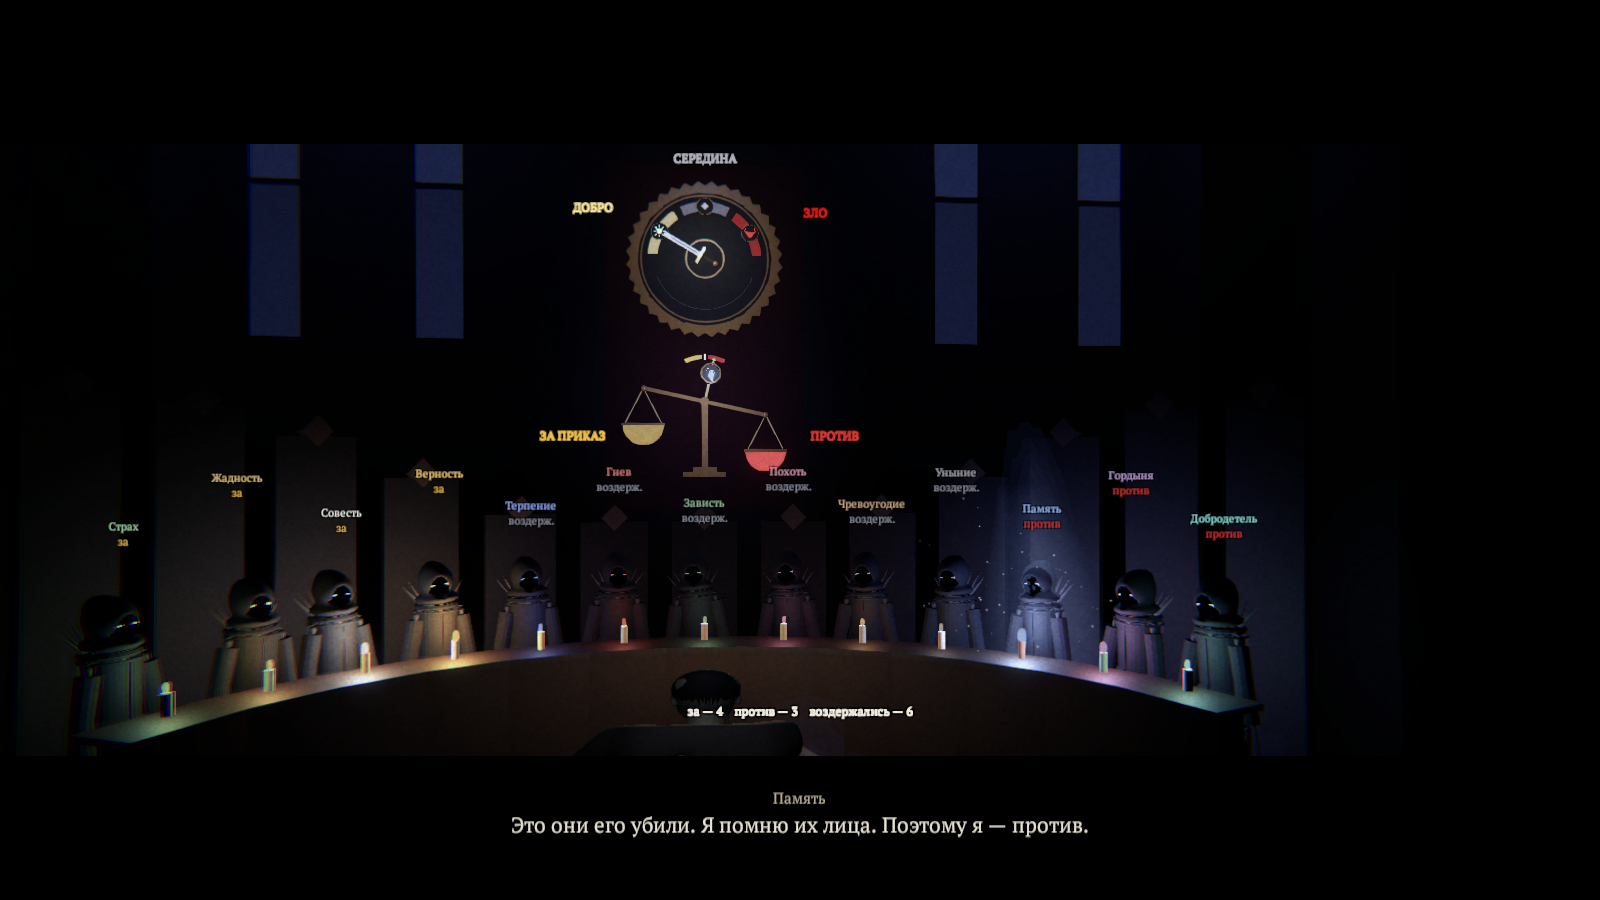 СЕРЕДИНА
ДОБРО
ЗЛО
ЗА ПРИКАЗ
ПРОТИВ
Страх
за
Жадность
за
Совесть
за
Верность
за
Терпение
воздерж.
Гнев
воздерж.
Зависть
воздерж.
Похоть
воздерж.
Чревоугодие
воздерж.
Уныние
воздерж.
Память
против
Гордыня
против
Добродетель
против
за — 4 против — 3 воздержались — 6
Память
Это они его убили. Я помню их лица. Поэтому я — против.